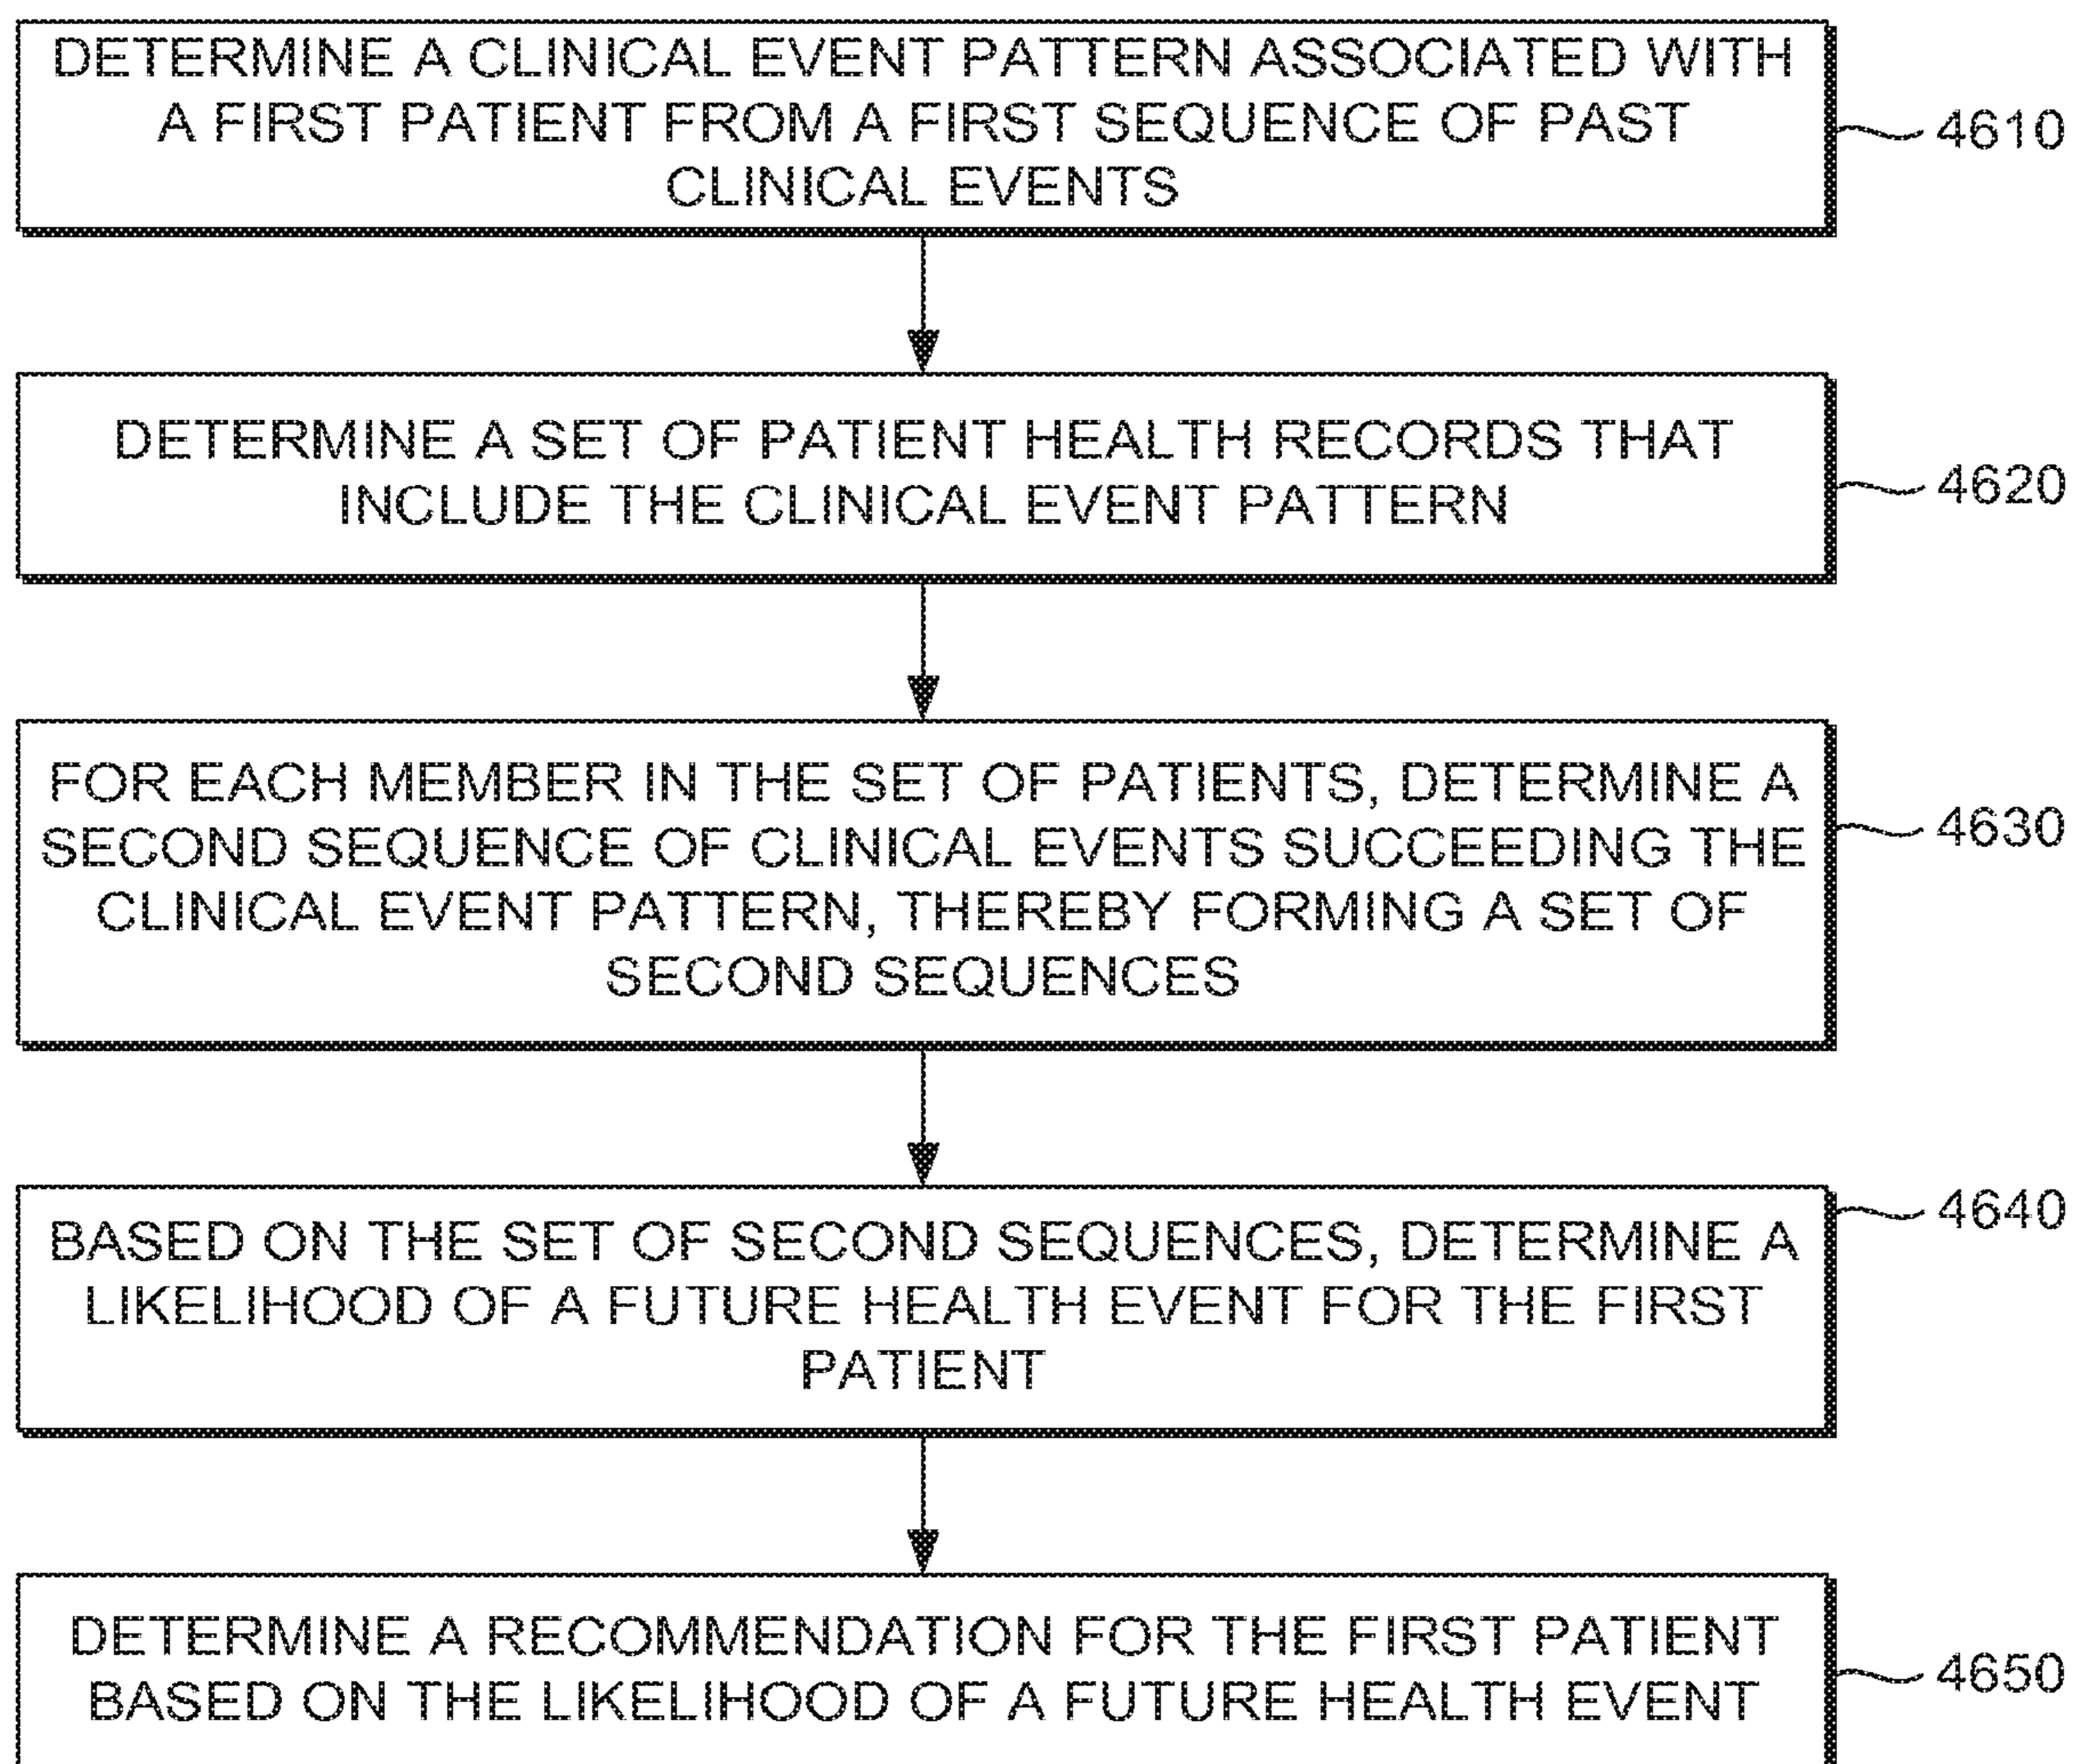 DETERMINE A CLINICAL EVENT PATTERN ASSOCIATED WITH
A FIRST PATIENT FROM A FIRST SEQUENCE OF PAST
CLINICAL EVENTS
4610
DETERMINE A SET OF PATIENT HEALTH RECORDS THAT
INCLUDE THE CLINICAL EVENT PATTERN
4620
FOR EACH MEMBER IN THE SET OF PATIENTS, DETERMINE A
SECOND SEQUENCE OF CLINICAL EVENTS SUCCEEDING THE
CLINICAL EVENT PATTERN, THEREBY FORMING A SET OF
SECOND SEQUENCES
4630
BASED ON THE SET OF SECOND SEQUENCES, DETERMINE A
LIKELIHOOD OF A FUTURE HEALTH EVENT FOR THE FIRST
PATIENT
4640
DETERMINE A RECOMMENDATION FOR THE FIRST PATIENT
BASED ON THE LIKELIHOOD OF A FUTURE HEALTH EVENT
4650